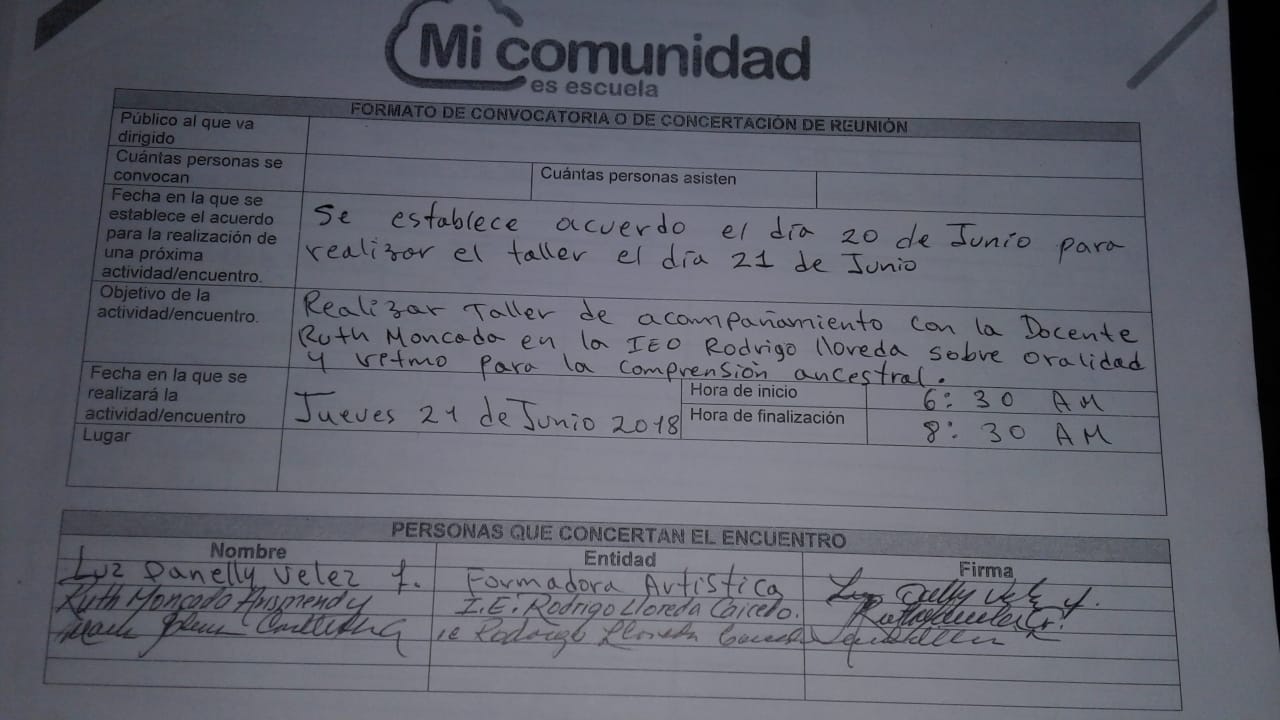 Mi comunidad
es escuela
FORMATO DE CONVOCATORIA O DE CONCERTACIÓN DE REUNIÓN
Público al que va
dirigido
Cuántas personas se
convocan
Cuántas personas asisten
Fecha en la que se
establece el acuerdo
para la realización de
una próxima
actividad/encuentro.
Se establece acuerdo el día 20 de Junio para
realizar el taller el día 21 de Junio
Objetivo de la
actividad/encuentro.
Realizar Taller de acompañamiento con la Docente
Ruth Moncada en la IEO Rodrigo lloreda sobre oralidad
y ritmo para la comprensión ancestral.
Fecha en la que se
realizará la
actividad/encuentro
Jueves 21 de Junio 2018
Hora de inicio
6:30 AM
Hora de finalización
8:30 AM
Lugar
PERSONAS QUE CONCERTAN EL ENCUENTRO
Nombre Entidad Firma
Luz Danelly Velez f. Formadora Artística
Ruth Moncada Arismendy I.E. Rodrigo Lloreda Caicedo.
ie Rodrigo Lloreda